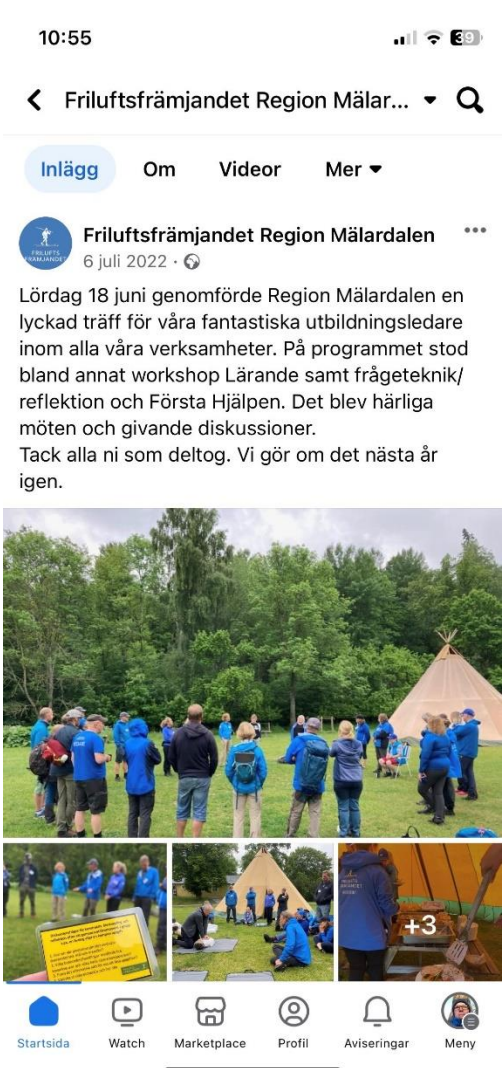 10:55
39
Friluftsfrämjandet Region Mälar...
Inlägg Om Videor Mer
FRILUFTS
FRÄMJANDET
Friluftsfrämjandet Region Mälardalen
6 juli 2022 ·
Lördag 18 juni genomförde Region Mälardalen en
lyckad träff för våra fantastiska utbildningsledare
inom alla våra verksamheter. På programmet stod
bland annat workshop Lärande samt frågeteknik/
reflektion och Första Hjälpen. Det blev härliga
möten och givande diskussioner.
Tack alla ni som deltog. Vi gör om det nästa år
igen.
+3
Startsida Watch Marketplace Profil Aviseringar Meny